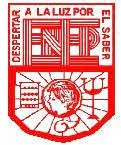 DESPERTAR A LA LUZ POR EL SABER
ENP